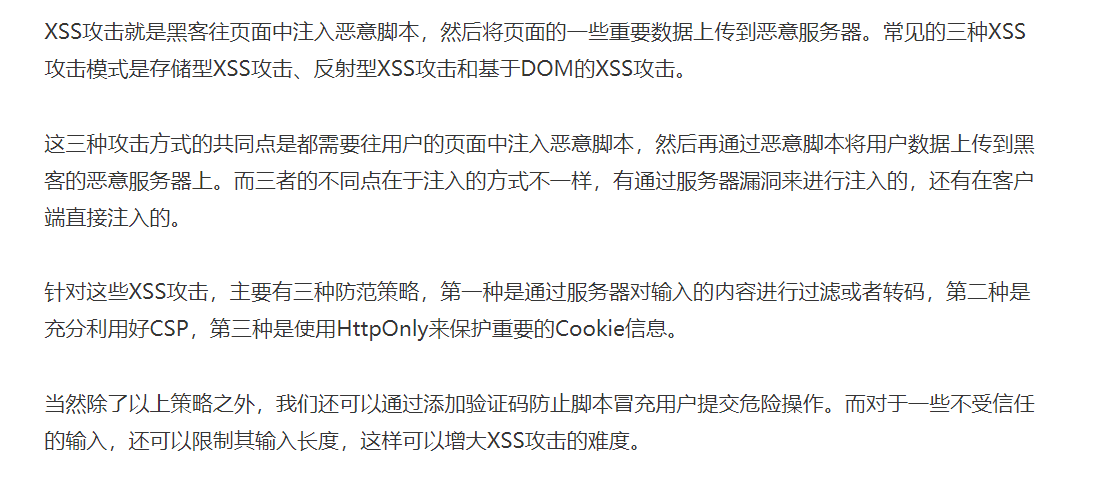 XSS攻击就是黑客往页面中注入恶意脚本，然后将页面的一些重要数据上传到恶意服务器。常见的三种XSS
攻击模式是存储型XSS攻击、反射型XSS攻击和基于DOM的XSS攻击。
这三种攻击方式的共同点是都需要往用户的页面中注入恶意脚本，然后再通过恶意脚本将用户数据上传到黑
客的恶意服务器上。而三者的不同点在于注入的方式不一样，有通过服务器漏洞来进行注入的，还有在客户
端直接注入的。
针对这些XSS攻击，主要有三种防范策略，第一种是通过服务器对输入的内容进行过滤或者转码，第二种是
充分利用好CSP，第三种是使用HttpOnly来保护重要的Cookie信息。
当然除了以上策略之外，我们还可以通过添加验证码防止脚本冒充用户提交危险操作。而对于一些不受信任
的输入，还可以限制其输入长度，这样可以增大XSS攻击的难度。